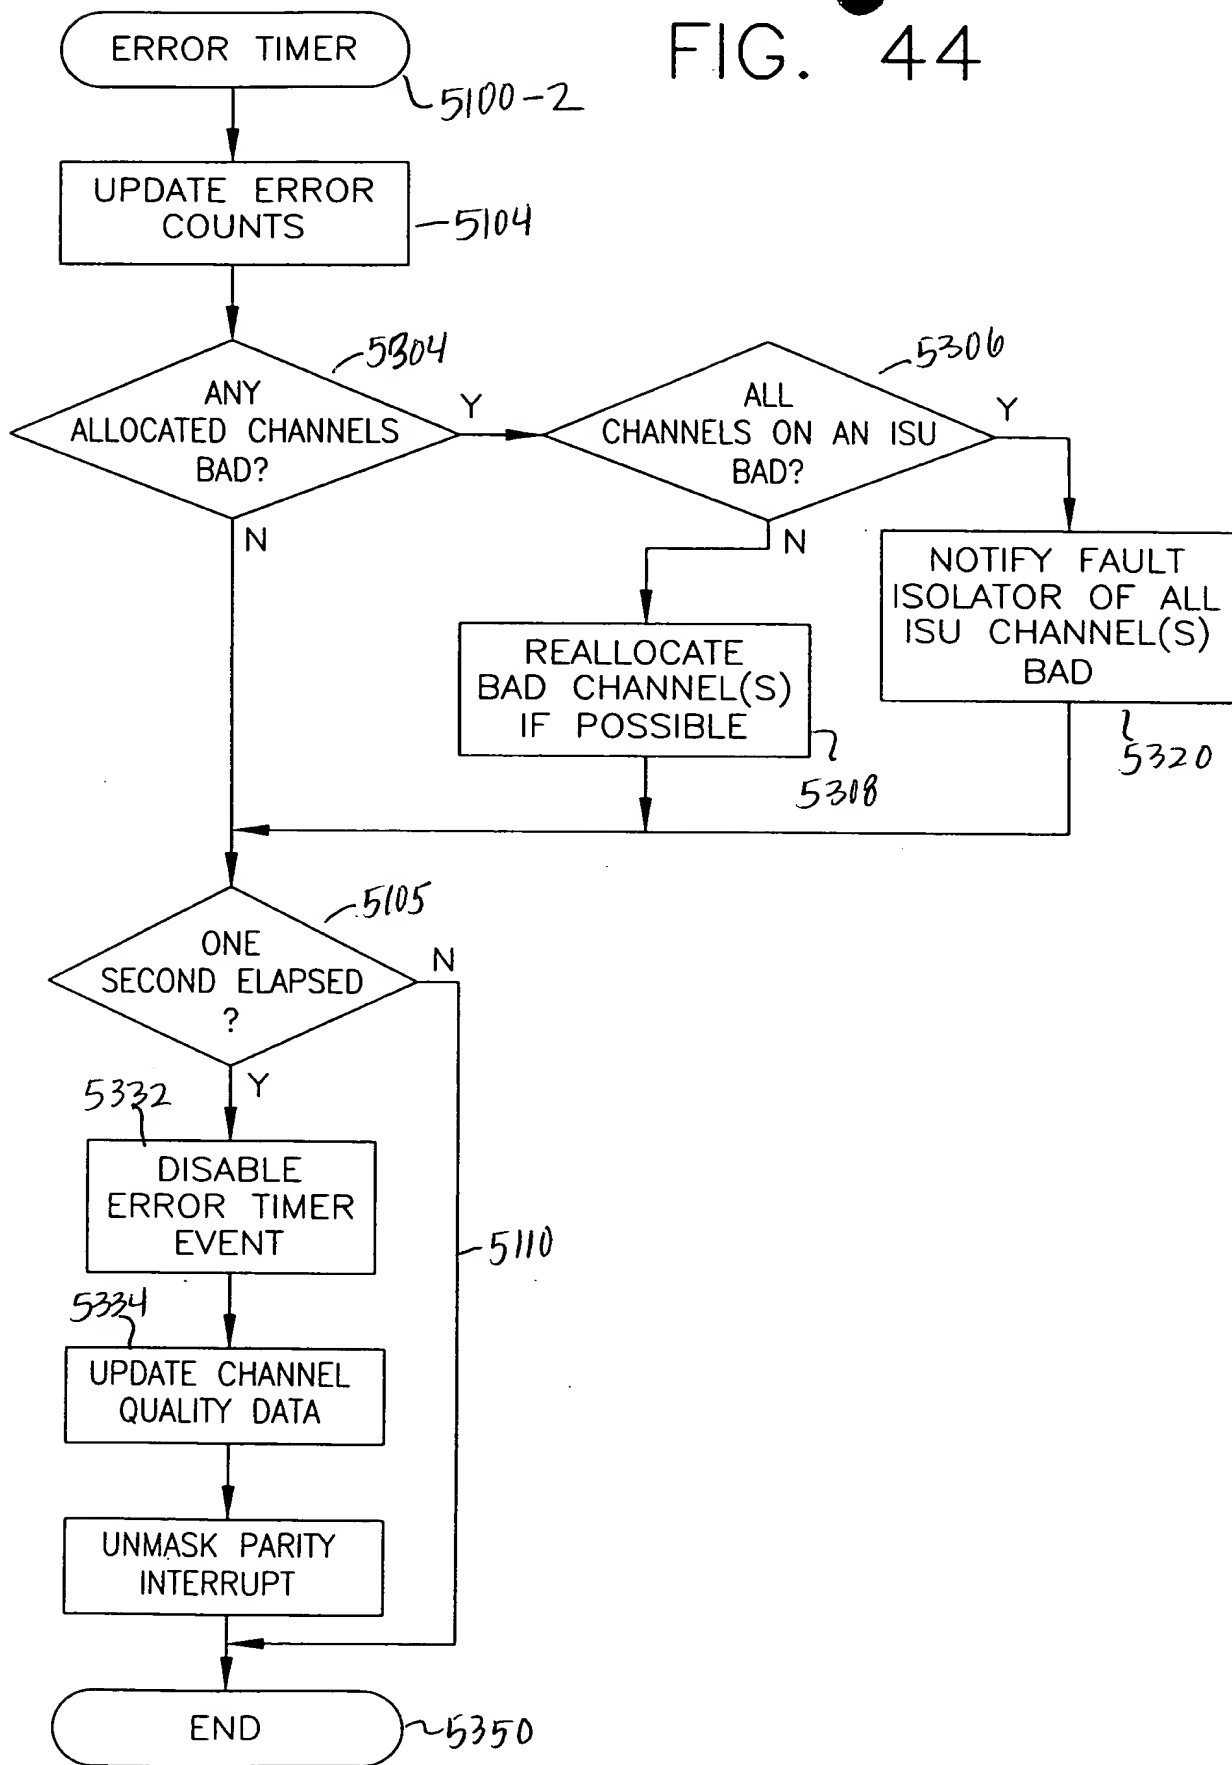 FIG. 44
ERROR TIMER
5100-2
UPDATE ERROR
COUNTS
5104
ANY
ALLOCATED CHANNELS
BAD?
5304
Y
N
ALL
CHANNELS ON AN ISU
BAD?
5306
Y
N
NOTIFY FAULT
ISOLATOR OF ALL
ISU CHANNEL(S)
BAD
5320
REALLOCATE
BAD CHANNEL(S)
IF POSSIBLE
5308
ONE
SECOND ELAPSED
?
5105
N
Y
5332
DISABLE
ERROR TIMER
EVENT
5110
5334
UPDATE CHANNEL
QUALITY DATA
UNMASK PARITY
INTERRUPT
END
5350